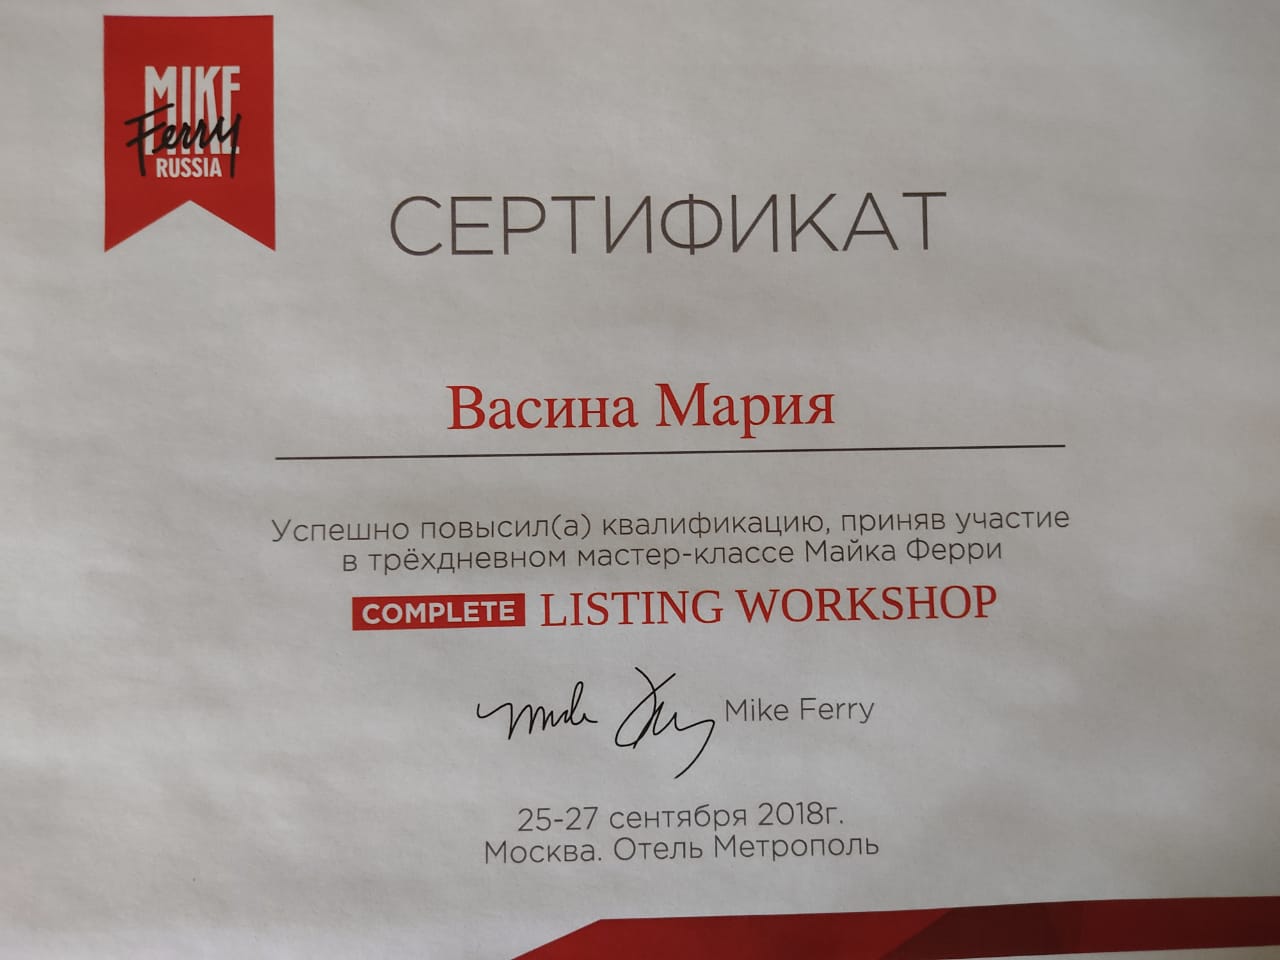 MIKE
Ferry
RUSSIA
СЕРТИФИКАТ
Васина Мария
Успешно повысил(а) квалификацию, приняв участие
в трёхдневном мастер-классе Майка Ферри
COMPLETE LISTING WORKSHOP
Mike Ferry
25-27 сентября 2018г.
Москва. Отель Метрополь